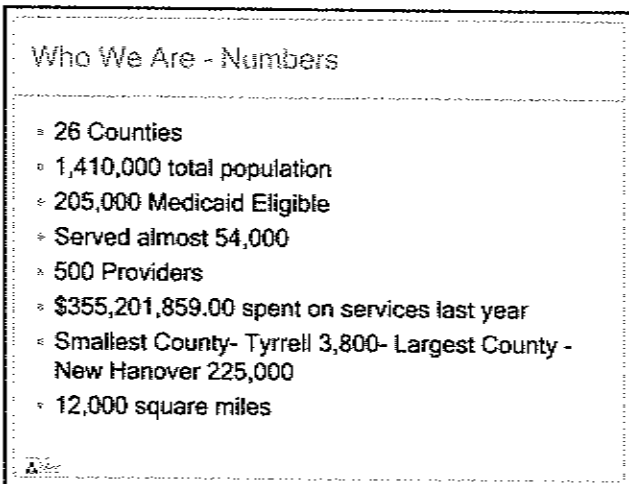 Who We Are - Numbers
26 Counties
1,410,000 total population
205,000 Medicaid Eligible
Served almost 54,000
500 Providers
$355,201,859.00 spent on services last year
Smallest County- Tyrrell 3,800- Largest County -
New Hanover 225,000
12,000 square miles